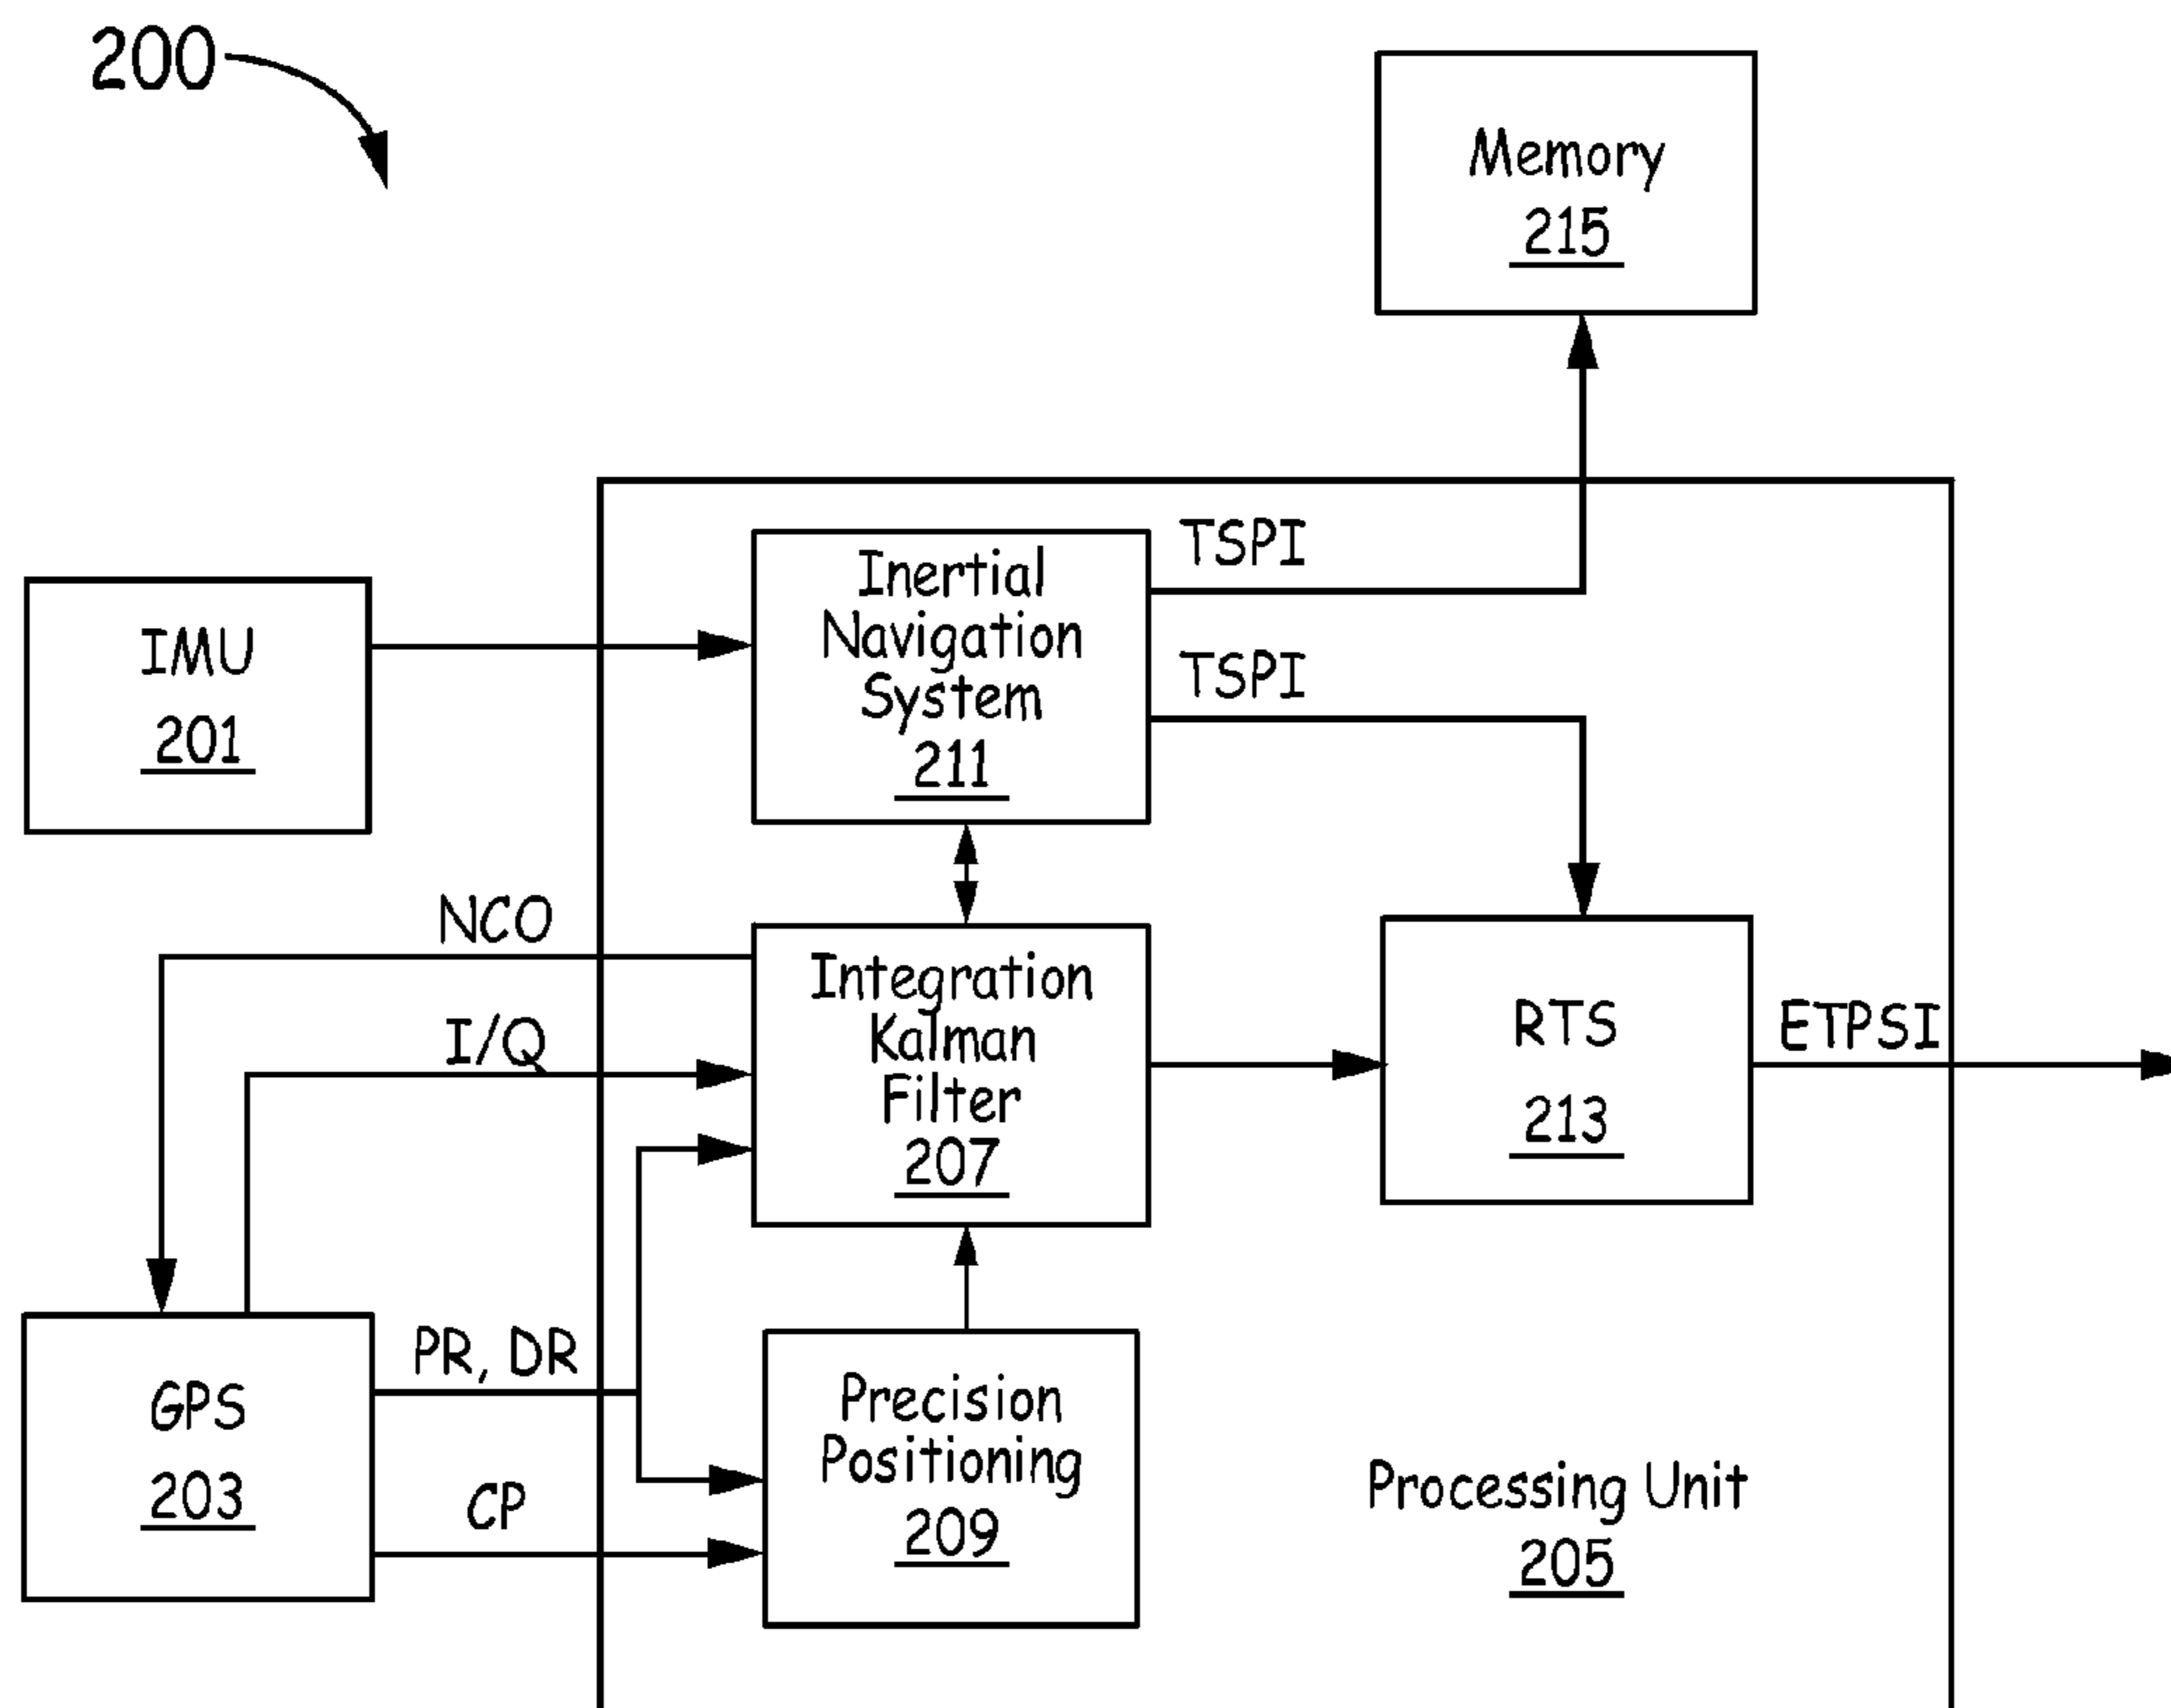 200
Memory
215
TSPI
Inertial
Navigation
System
211
TSPI
IMU
201
NCO
Integration
Kalman
Filter
207
I/Q
RTS
213
ETPSI
PR, DR
GPS
203
CP
Precision
Positioning
209
Processing Unit
205